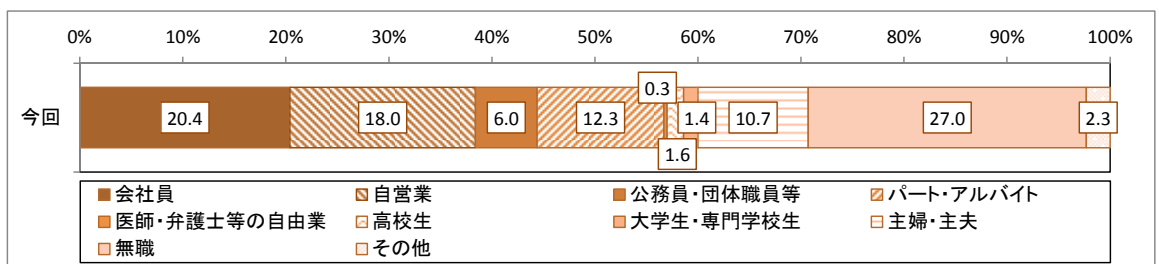 0% 10% 20% 30% 40% 50% 60% 70% 80% 90% 100%
0.3
今回 20.4 18.0 6.0 12.3 1.4 10.7 27.0 2.3
1.6
会社員 自営業 公務員・団体職員等 パート・アルバイト
医師・弁護士等の自由業 高校生 大学生・専門学校生 主婦・主夫
無職 その他